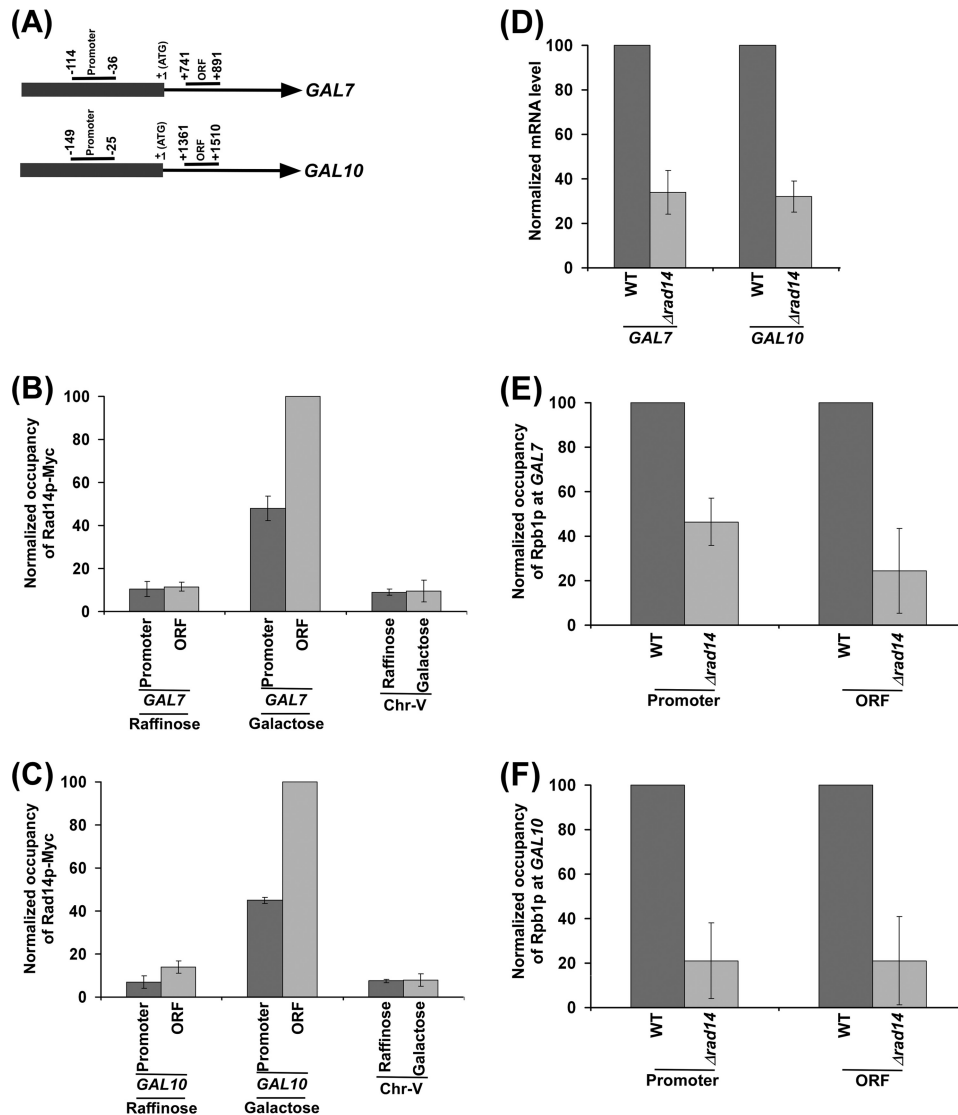 (A)
-114
Promoter
-36
+1 (ATG)
+741
ORF
+891
GAL7
-149
Promoter
-25
+1 (ATG)
+1361
ORF
+1510
GAL10
(B)
Normalized occupancy
of Rad14p-Myc
100
80
60
40
20
0
Promoter
ORF
GAL7
Raffinose
Promoter
ORF
GAL7
Galactose
Raffinose
Galactose
Chr-V
(C)
Normalized occupancy
of Rad14p-Myc
100
80
60
40
20
0
Promoter
ORF
GAL10
Raffinose
Promoter
ORF
GAL10
Galactose
Raffinose
Galactose
Chr-V
(D)
Normalized mRNA level
100
80
60
40
20
0
WT
Δrad14
GAL7
WT
Δrad14
GAL10
(E)
Normalized occupancy
of Rpb1p at GAL7
100
80
60
40
20
0
WT
Δrad14
Promoter
WT
Δrad14
ORF
(F)
Normalized occupancy
of Rpb1p at GAL10
100
80
60
40
20
0
WT
Δrad14
Promoter
WT
Δrad14
ORF